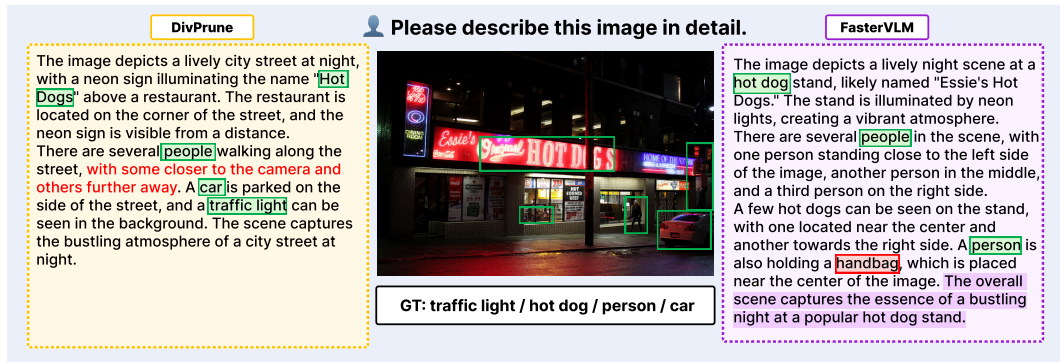 DivPrune
The image depicts a lively city street at night,
with a neon sign illuminating the name "Hot
Dogs" above a restaurant. The restaurant is
located on the corner of the street, and the
neon sign is visible from a distance.
There are several people walking along the
street, with some closer to the camera and
others further away. A car is parked on the
side of the street, and a traffic light can be
seen in the background. The scene captures
the bustling atmosphere of a city street at
night.
Please describe this image in detail.
Essie's
Original HOT DOGS
HOME OF THE
DINING
ROOM
GT: traffic light / hot dog / person / car
FasterVLM
The image depicts a lively night scene at a
hot dog stand, likely named "Essie's Hot
Dogs." The stand is illuminated by neon
lights, creating a vibrant atmosphere.
There are several people in the scene, with
one person standing close to the left side
of the image, another person in the middle,
and a third person on the right side.
A few hot dogs can be seen on the stand,
with one located near the center and
another towards the right side. A person is
also holding a handbag, which is placed
near the center of the image. The overall
scene captures the essence of a bustling
night at a popular hot dog stand.